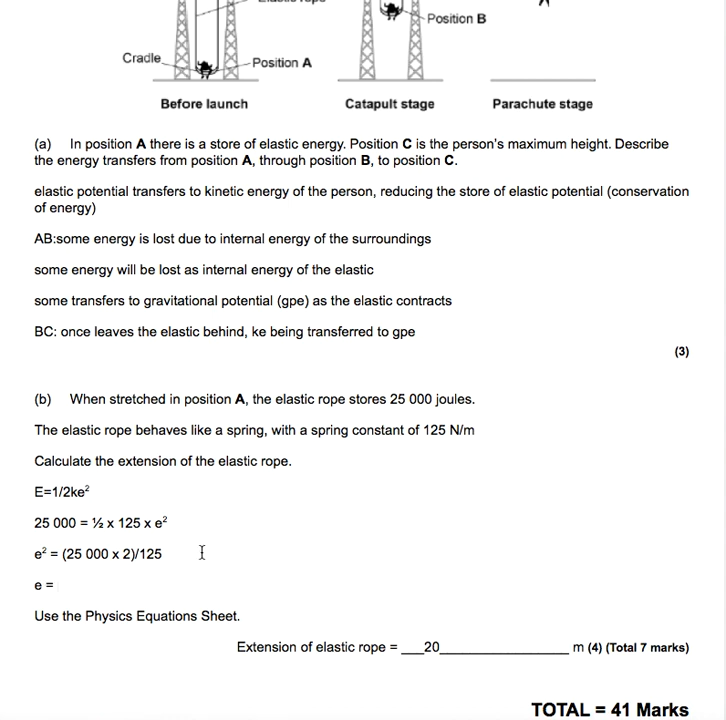 Position B
Cradle
Position A
Before launch
Catapult stage
Parachute stage
(a) In position A there is a store of elastic energy. Position C is the person's maximum height. Describe
the energy transfers from position A, through position B, to position C.
elastic potential transfers to kinetic energy of the person, reducing the store of elastic potential (conservation
of energy)
AB:some energy is lost due to internal energy of the surroundings
some energy will be lost as internal energy of the elastic
some transfers to gravitational potential (gpe) as the elastic contracts
BC: once leaves the elastic behind, ke being transferred to gpe
(3)
(b) When stretched in position A, the elastic rope stores 25 000 joules.
The elastic rope behaves like a spring, with a spring constant of 125 N/m
Calculate the extension of the elastic rope.
E=1/2ke²
25 000 = ½ x 125 x e²
e² = (25 000 x 2)/125
e =
Use the Physics Equations Sheet.
Extension of elastic rope = ___20_________________ m (4) (Total 7 marks)
TOTAL = 41 Marks